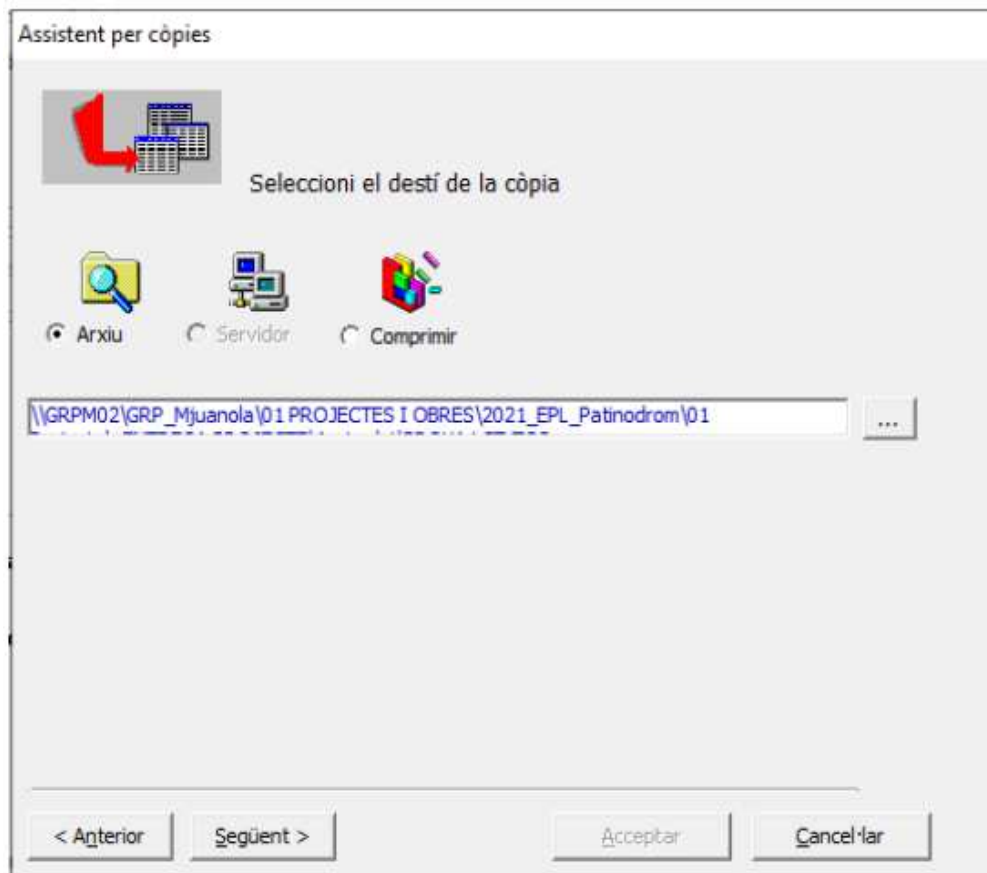 Assistent per còpies
Seleccioni el destí de la còpia
Arxiu
Servidor
Comprimir
\\GRPM02\GRP_Mjuanola\01 PROJECTES I OBRES\2021_EPL_Patinodrom\01
...
< Anterior
Següent >
Acceptar
Cancel·lar